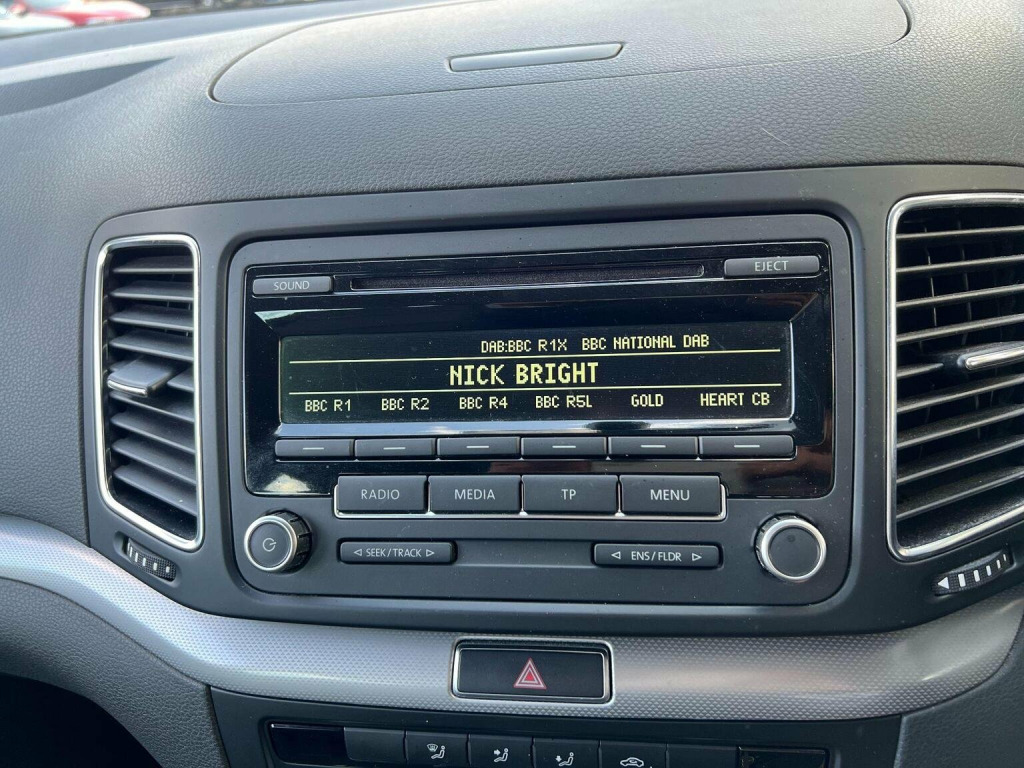 SOUND
EJECT
DAB:BBC R1X BBC NATIONAL DAB
NICK BRIGHT
BBC R1 BBC R2 BBC R4 BBC R5L GOLD HEART CB
RADIO MEDIA TP MENU
SEEK/TRACK ENS/FLDR